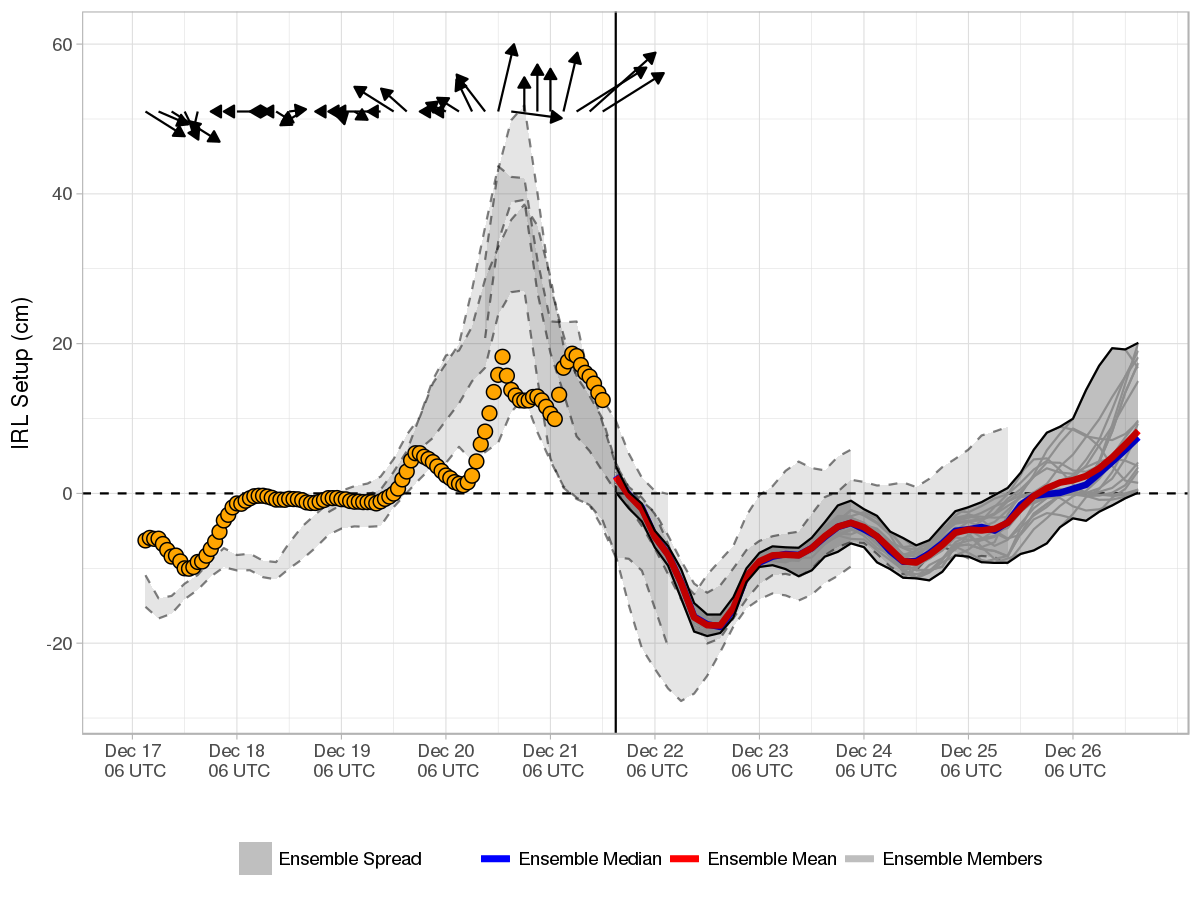 IRL Setup (cm)
60
40
20
0
-20
Dec 17 Dec 18 Dec 19 Dec 20 Dec 21 Dec 22 Dec 23 Dec 24 Dec 25 Dec 26
06 UTC 06 UTC 06 UTC 06 UTC 06 UTC 06 UTC 06 UTC 06 UTC 06 UTC 06 UTC
Ensemble Spread Ensemble Median Ensemble Mean Ensemble Members